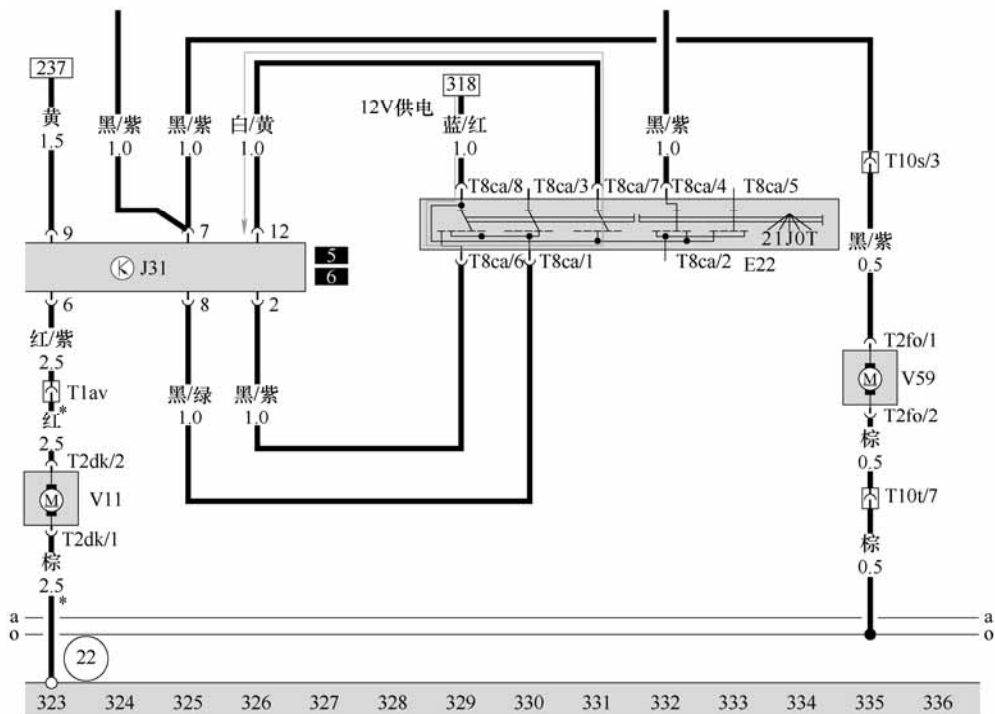 237
318
12V供电
黄
1.5
黑/紫
1.0
黑/紫
1.0
白/黄
1.0
蓝/红
1.0
黑/紫
1.0
T10s/3
T8ca/8
T8ca/3
T8ca/7
T8ca/4
T8ca/5
9
7
12
J31
5
6
21J0T
T8ca/6
T8ca/1
T8ca/2
E22
黑/紫
0.5
6
8
2
红/紫
2.5
T1av
红*
2.5
T2dk/2
黑/绿
1.0
黑/紫
1.0
T2fo/1
M
V59
T2fo/2
棕
0.5
M
V11
T10t/7
T2dk/1
棕
2.5
*
棕
0.5
a
a
o
o
22
323 324 325 326 327 328 329 330 331 332 333 334 335 336